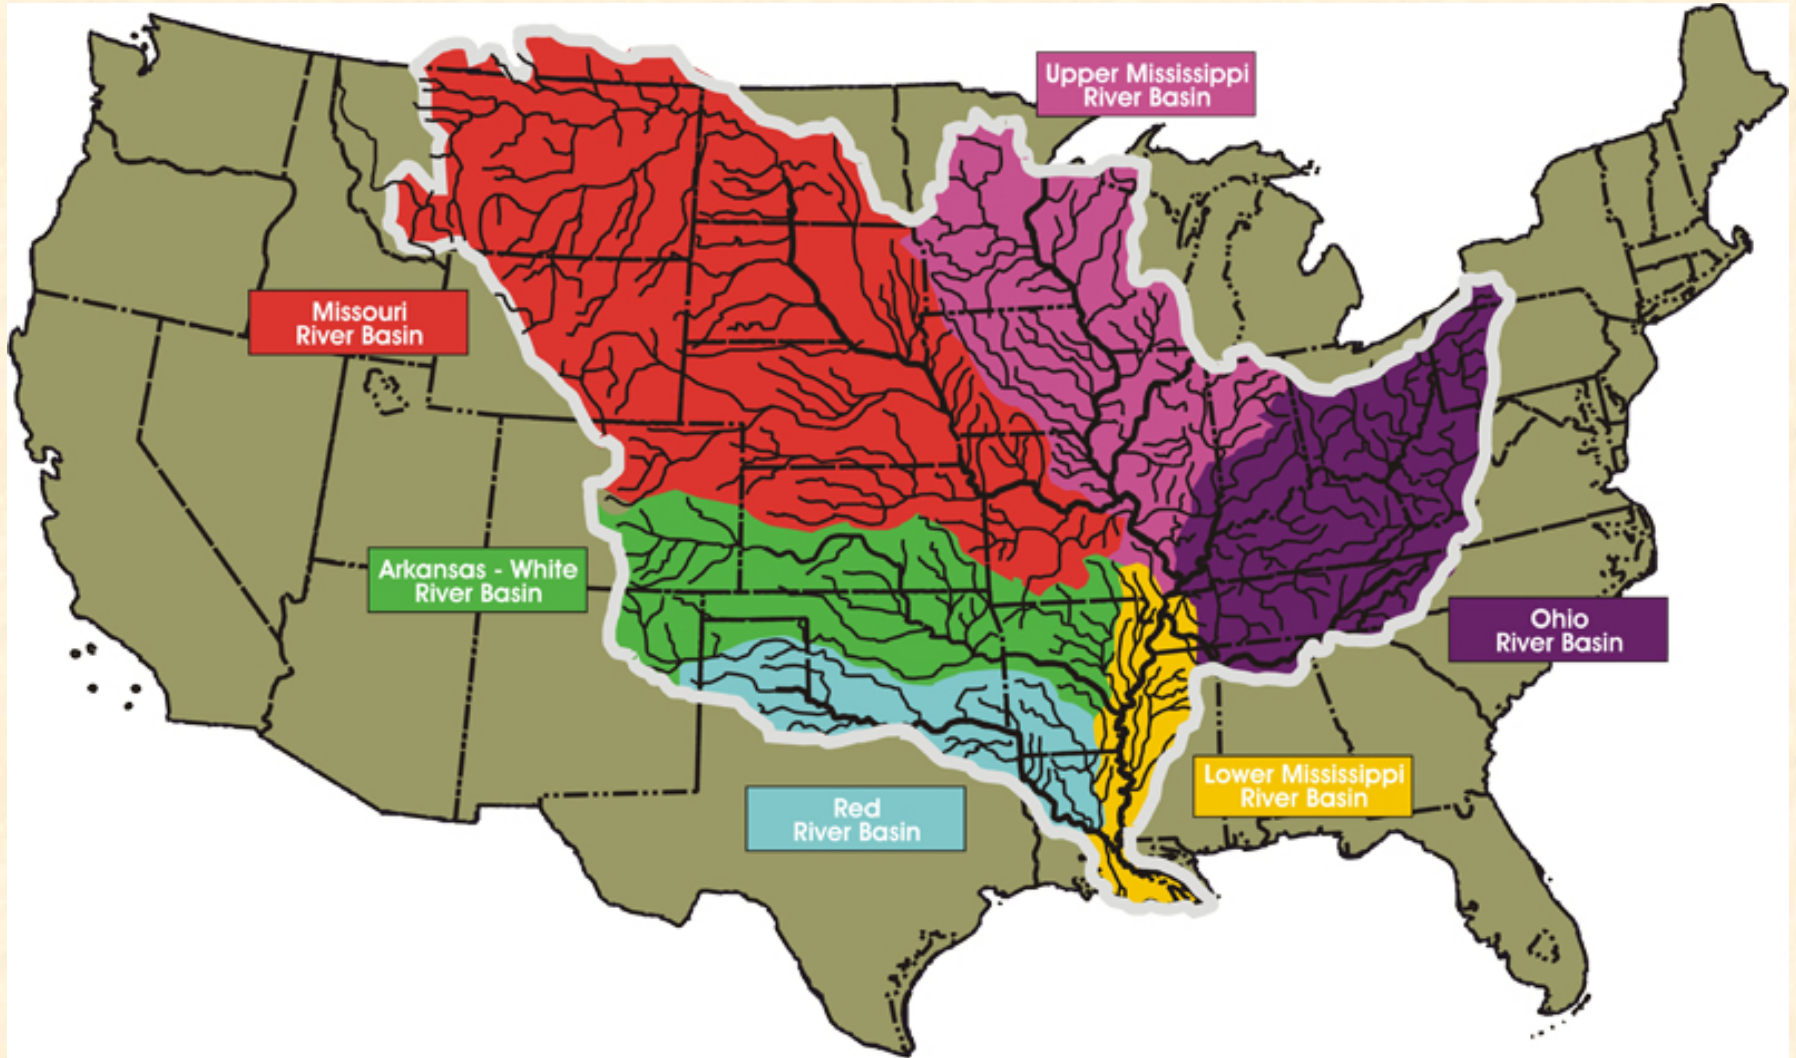 Upper Mississippi
River Basin
Missouri
River Basin
Arkansas - White
River Basin
Ohio
River Basin
Lower Mississippi
River Basin
Red
River Basin